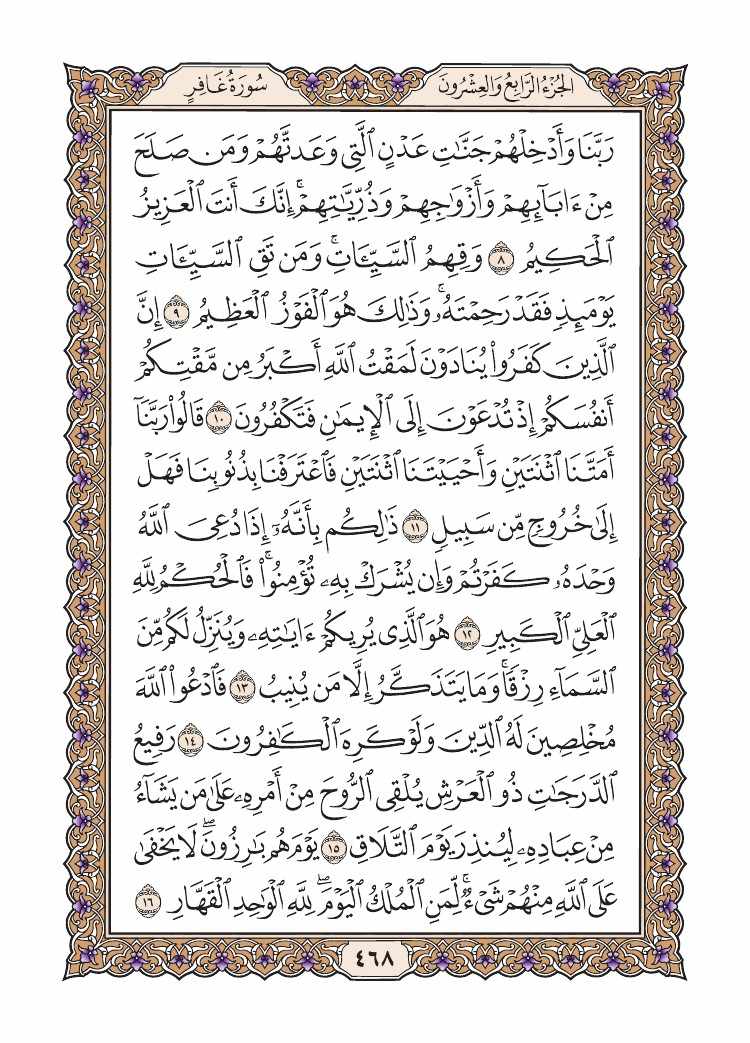 الجُزْءُ الرَّابِعُ وَالعِشْرُونَ
سُورَةُ غَافِرٍ
رَبَّنَا وَأَدۡخِلۡهُمۡ جَنَّٰتِ عَدۡنٍ ٱلَّتِي وَعَدتَّهُمۡ وَمَن صَلَحَ
مِنۡ ءَابَآئِهِمۡ وَأَزۡوَٰجِهِمۡ وَذُرِّيَّٰتِهِمۡۚ إِنَّكَ أَنتَ ٱلۡعَزِيزُ
ٱلۡحَكِيمُ ٨ وَقِهِمُ ٱلسَّيِّـَٔاتِۚ وَمَن تَقِ ٱلسَّيِّـَٔاتِ
يَوۡمَئِذٖ فَقَدۡ رَحِمۡتَهُۥۚ وَذَٰلِكَ هُوَ ٱلۡفَوۡزُ ٱلۡعَظِيمُ ٩ إِنَّ
ٱلَّذِينَ كَفَرُواْ يُنَادَوۡنَ لَمَقۡتُ ٱللَّهِ أَكۡبَرُ مِن مَّقۡتِكُمۡ
أَنفُسَكُمۡ إِذۡ تُدۡعَوۡنَ إِلَى ٱلۡإِيمَٰنِ فَتَكۡفُرُونَ ١٠ قَالُواْ رَبَّنَآ
أَمَتَّنَا ٱثۡنَتَيۡنِ وَأَحۡيَيۡتَنَا ٱثۡنَتَيۡنِ فَٱعۡتَرَفۡنَا بِذُنُوبِنَا فَهَلۡ
إِلَىٰ خُرُوجٖ مِّن سَبِيلٖ ١١ ذَٰلِكُم بِأَنَّهُۥٓ إِذَا دُعِيَ ٱللَّهُ
وَحۡدَهُۥ كَفَرۡتُمۡ وَإِن يُشۡرَكۡ بِهِۦ تُؤۡمِنُواْۚ فَٱلۡحُكۡمُ لِلَّهِ
ٱلۡعَلِيِّ ٱلۡكَبِيرِ ١٢ هُوَ ٱلَّذِي يُرِيكُمۡ ءَايَٰتِهِۦ وَيُنَزِّلُ لَكُم مِّنَ
ٱلسَّمَآءِ رِزۡقٗاۚ وَمَا يَتَذَكَّرُ إِلَّا مَن يُنِيبُ ١٣ فَٱدۡعُواْ ٱللَّهَ
مُخۡلِصِينَ لَهُ ٱلدِّينَ وَلَوۡ كَرِهَ ٱلۡكَٰفِرُونَ ١٤ رَفِيعُ
ٱلدَّرَجَٰتِ ذُو ٱلۡعَرۡشِ يُلۡقِي ٱلرُّوحَ مِنۡ أَمۡرِهِۦ عَلَىٰ مَن يَشَآءُ
مِنۡ عِبَادِهِۦ لِيُنذِرَ يَوۡمَ ٱلتَّلَاقِ ١٥ يَوۡمَ هُم بَٰرِزُونَۖ لَا يَخۡفَىٰ
عَلَى ٱللَّهِ مِنۡهُمۡ شَيۡءٞۚ لِّمَنِ ٱلۡمُلۡكُ ٱلۡيَوۡمَۖ لِلَّهِ ٱلۡوَٰحِدِ ٱلۡقَهَّارِ ١٦
٤٦٨